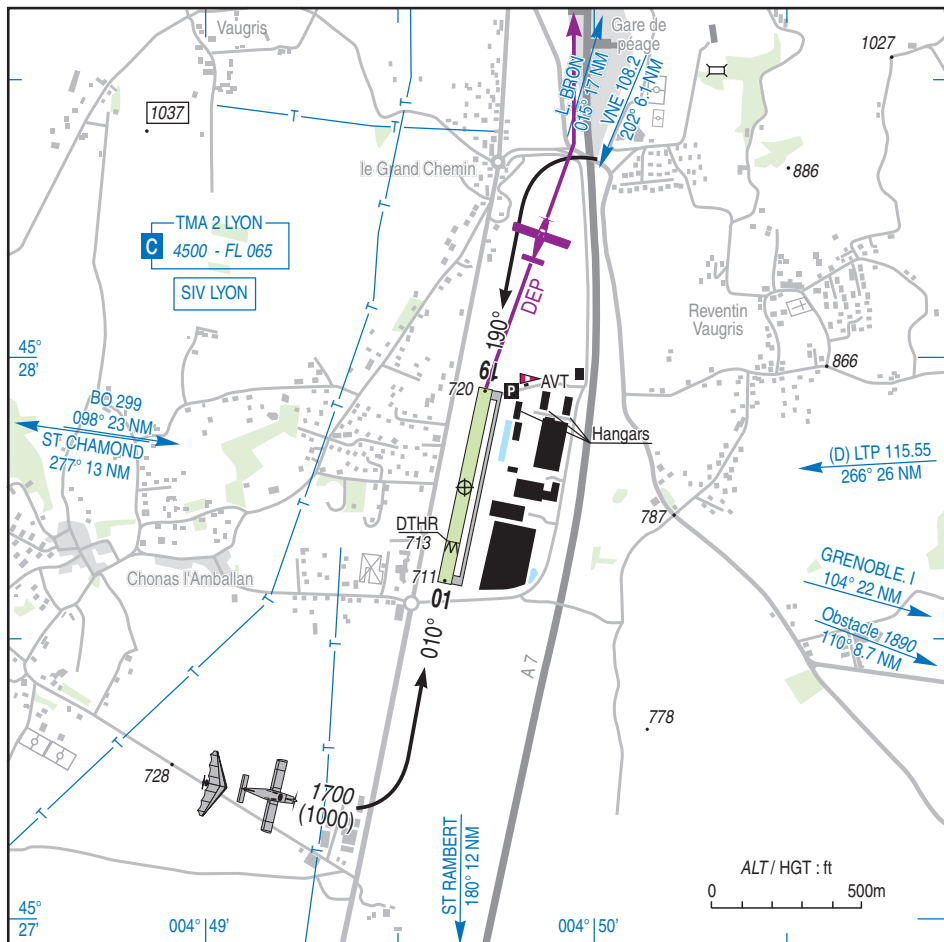 Vaugris
Gare de
péage
1027
L. BRON
015° 17 NM
VNE 108.2
202° 6.1 NM
1037
T
T
T
le Grand Chemin
886
TMA 2 LYON
C
4500 - FL 065
SIV LYON
T
DEP
Reventin
Vaugris
190°
45°
28'
T
19
720
P
AVT
866
BO 299
098° 23 NM
ST CHAMOND
277° 13 NM
Hangars
(D) LTP 115.55
266° 26 NM
T
DTHR
713
787
Chonas l'Amballan
711
01
GRENOBLE. I
104° 22 NM
T
T
010°
Obstacle 1890
110° 8.7 NM
A 7
T
778
T
728
1700
(1000)
T
ST RAMBERT
180° 12 NM
ALT / HGT : ft
0
500m
45°
27'
004° 49'
004° 50'